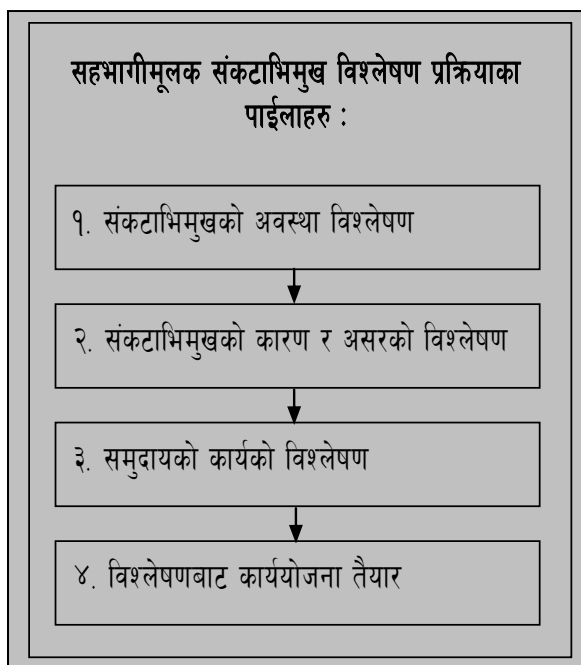 सहभागीमूलक संकटाभिमुख विश्लेषण प्रक्रियाका
पाईलाहरु :
१. संकटाभिमुखको अवस्था विश्लेषण
२. संकटाभिमुखको कारण र असरको विश्लेषण
३. समुदायको कार्यको विश्लेषण
४. विश्लेषणबाट कार्ययोजना तैयार